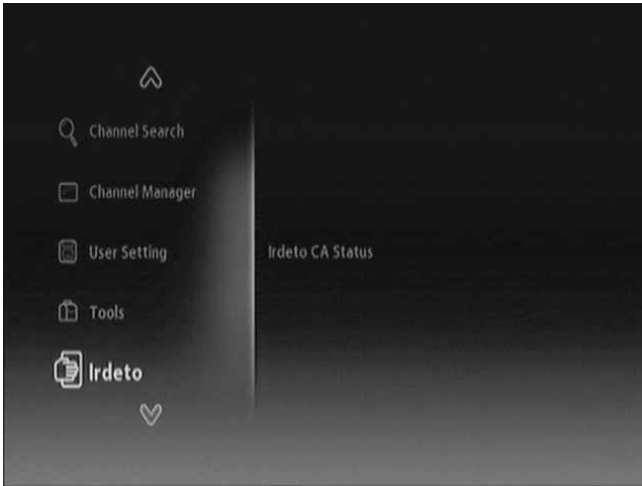 Channel Search
Channel Manager
User Setting
Irdeto CA Status
Tools
Irdeto